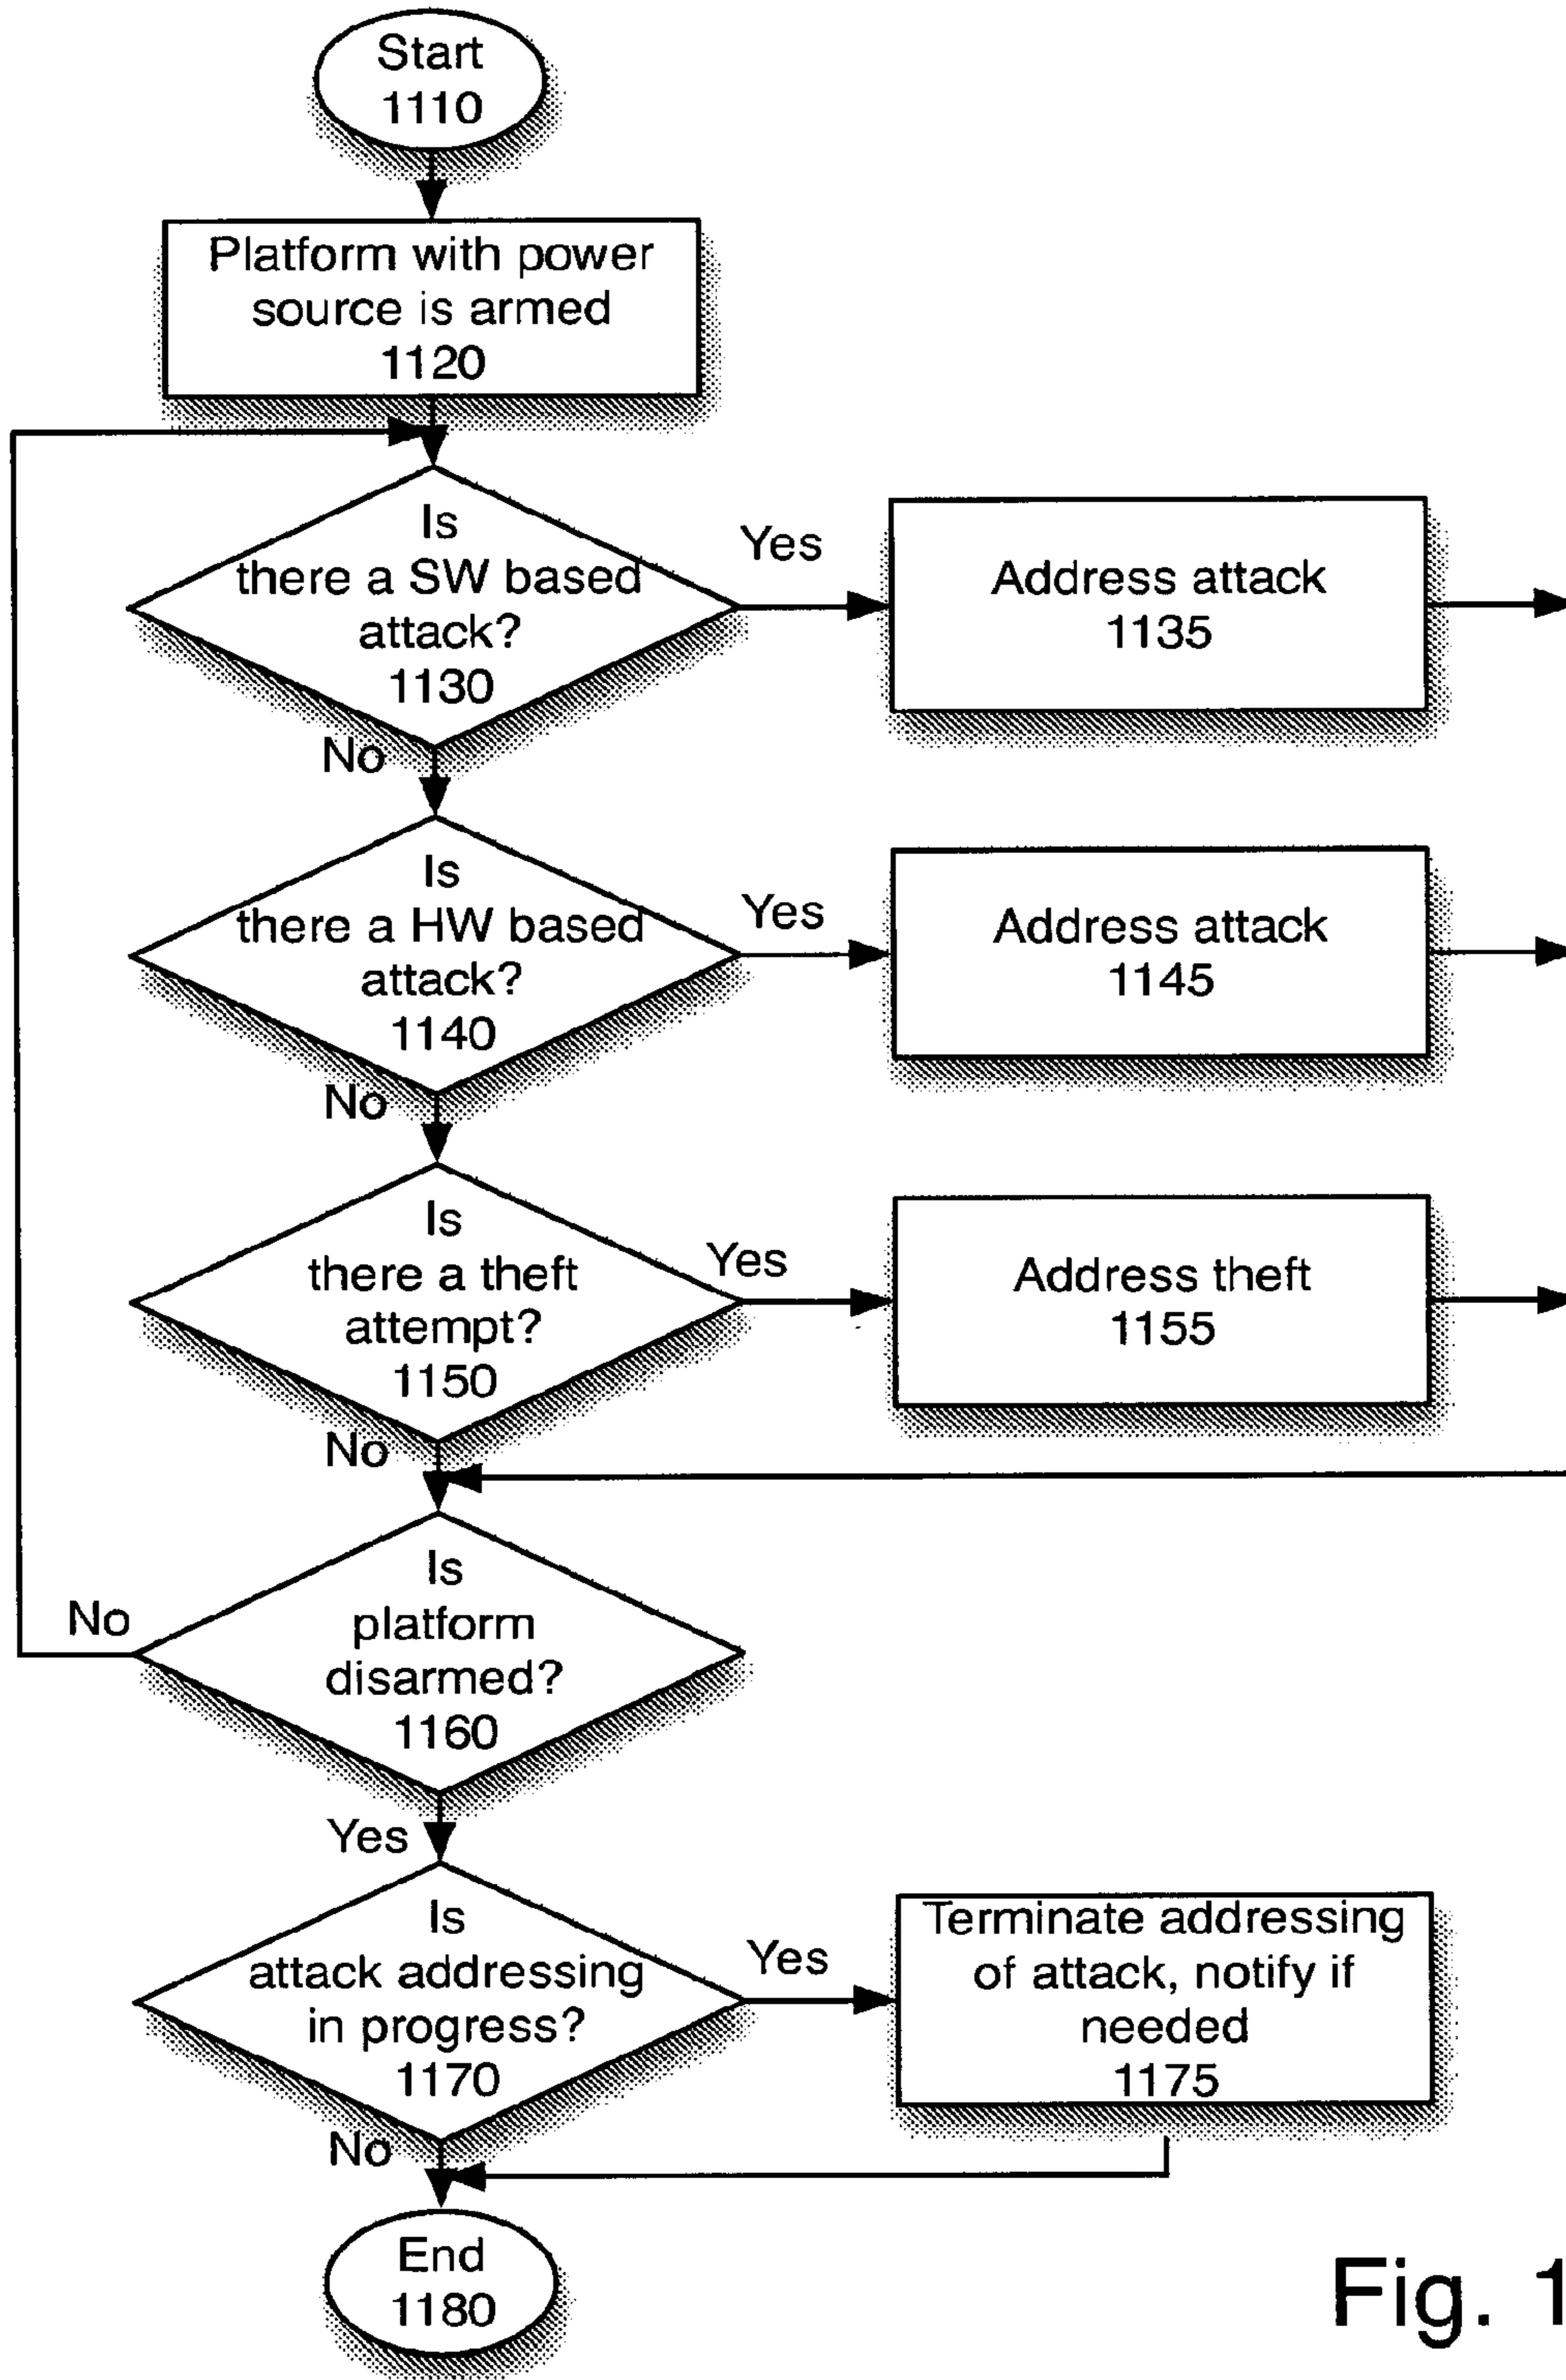 Start
1110
Platform with power
source is armed
1120
Is
there a SW based
attack?
1130
Yes
Address attack
1135
No
Is
there a HW based
attack?
1140
Yes
Address attack
1145
No
Is
there a theft
attempt?
1150
Yes
Address theft
1155
No
Is
platform
disarmed?
1160
No
Yes
Is
attack addressing
in progress?
1170
Yes
Terminate addressing
of attack, notify if
needed
1175
No
End
1180
Fig. 1